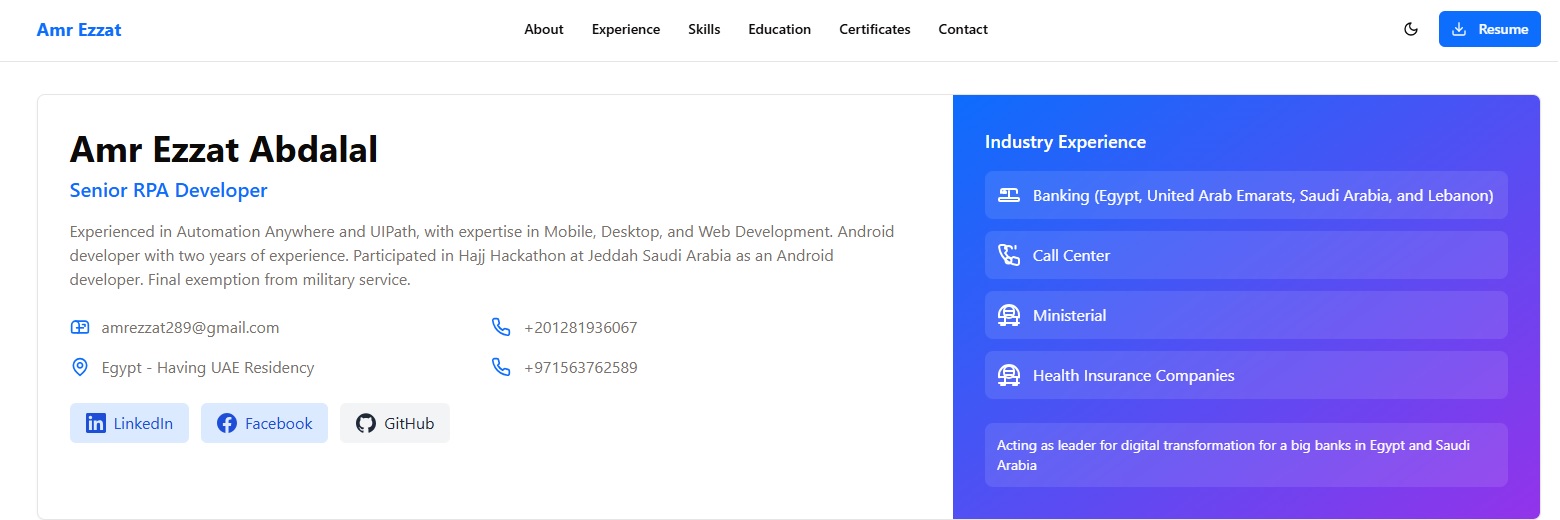 Amr Ezzat
About
Experience
Skills
Education
Certificates
Contact
Resume
Amr Ezzat Abdalal
Senior RPA Developer
Experienced in Automation Anywhere and UIPath, with expertise in Mobile, Desktop, and Web Development. Android
developer with two years of experience. Participated in Hajj Hackathon at Jeddah Saudi Arabia as an Android
developer. Final exemption from military service.
amrezzat289@gmail.com
+201281936067
Egypt - Having UAE Residency
+971563762589
LinkedIn
Facebook
GitHub
Industry Experience
Banking (Egypt, United Arab Emarats, Saudi Arabia, and Lebanon)
Call Center
Ministerial
Health Insurance Companies
Acting as leader for digital transformation for a big banks in Egypt and Saudi
Arabia